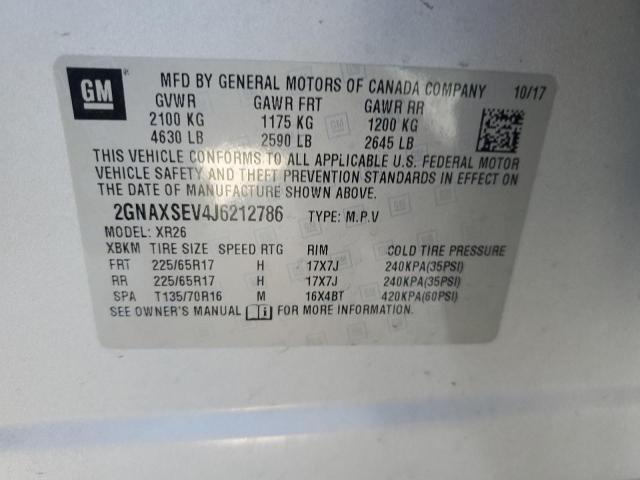 GM
MFD BY GENERAL MOTORS OF CANADA COMPANY 10/17
GVWR GAWR FRT GAWR RR
2100 KG 1175 KG 1200 KG
4630 LB 2590 LB 2645 LB
THIS VEHICLE CONFORMS TO ALL APPLICABLE U.S. FEDERAL MOTOR
VEHICLE SAFETY AND THEFT PREVENTION STANDARDS IN EFFECT ON
THE DATE OF MANUFACTURE SHOWN ABOVE.
2GNAXSEV4J6212786 TYPE: M.P.V
MODEL: XR26
XBKM TIRE SIZE SPEED RTG RIM COLD TIRE PRESSURE
FRT 225/65R17 H 17X7J 240KPA(35PSI)
RR 225/65R17 H 17X7J 240KPA(35PSI)
SPA T135/70R16 M 16X4BT 420KPA(60PSI)
SEE OWNER'S MANUAL FOR MORE INFORMATION.